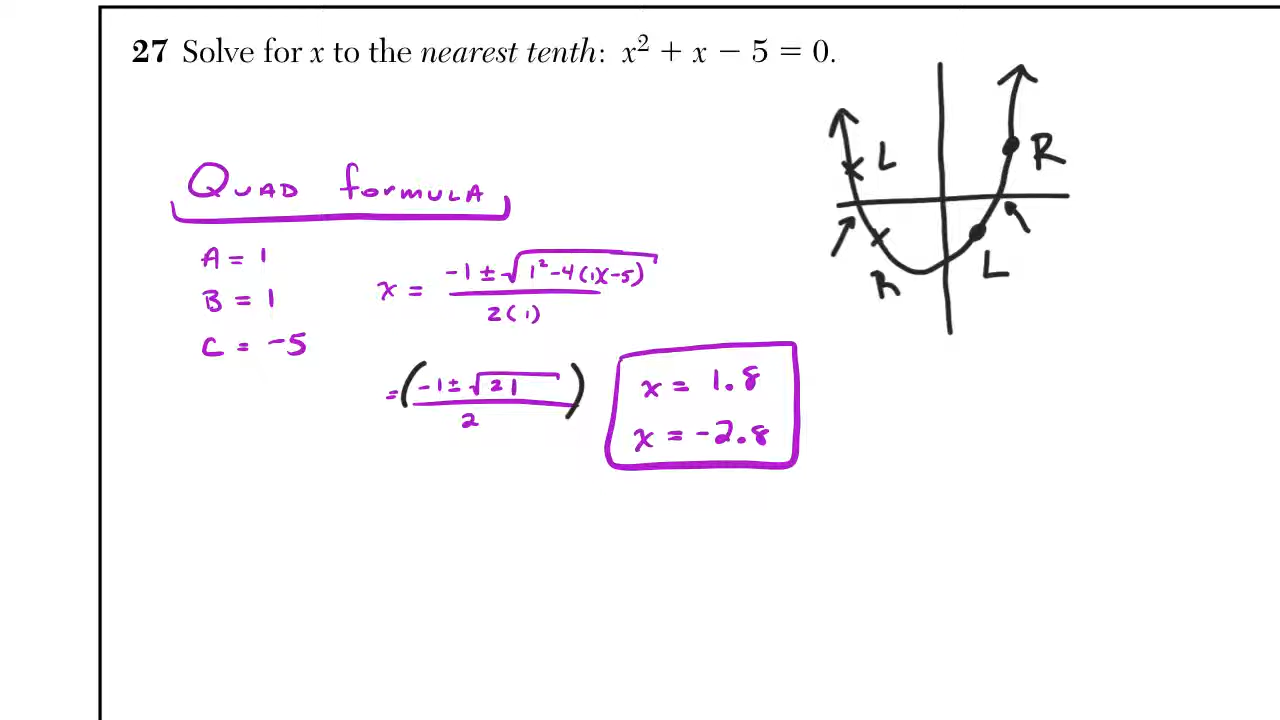 27 Solve for x to the nearest tenth: x² + x − 5 = 0.
QUAD formULA
A = 1
B = 1
C = -5
x = (-1 ± √(1² - 4(1)(-5))) / 2(1)
= ((-1 ± √21) / 2)
x = 1.8
x = -2.8
L
R
R
L